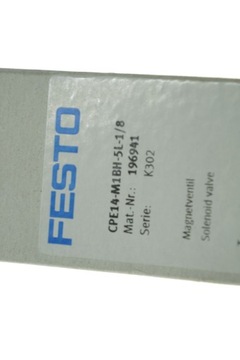 FESTO
CPE14-M1BH-5L-1/8
Mat.-Nr.: 196941
Serie: K302
Magnetventil
Solenoid valve